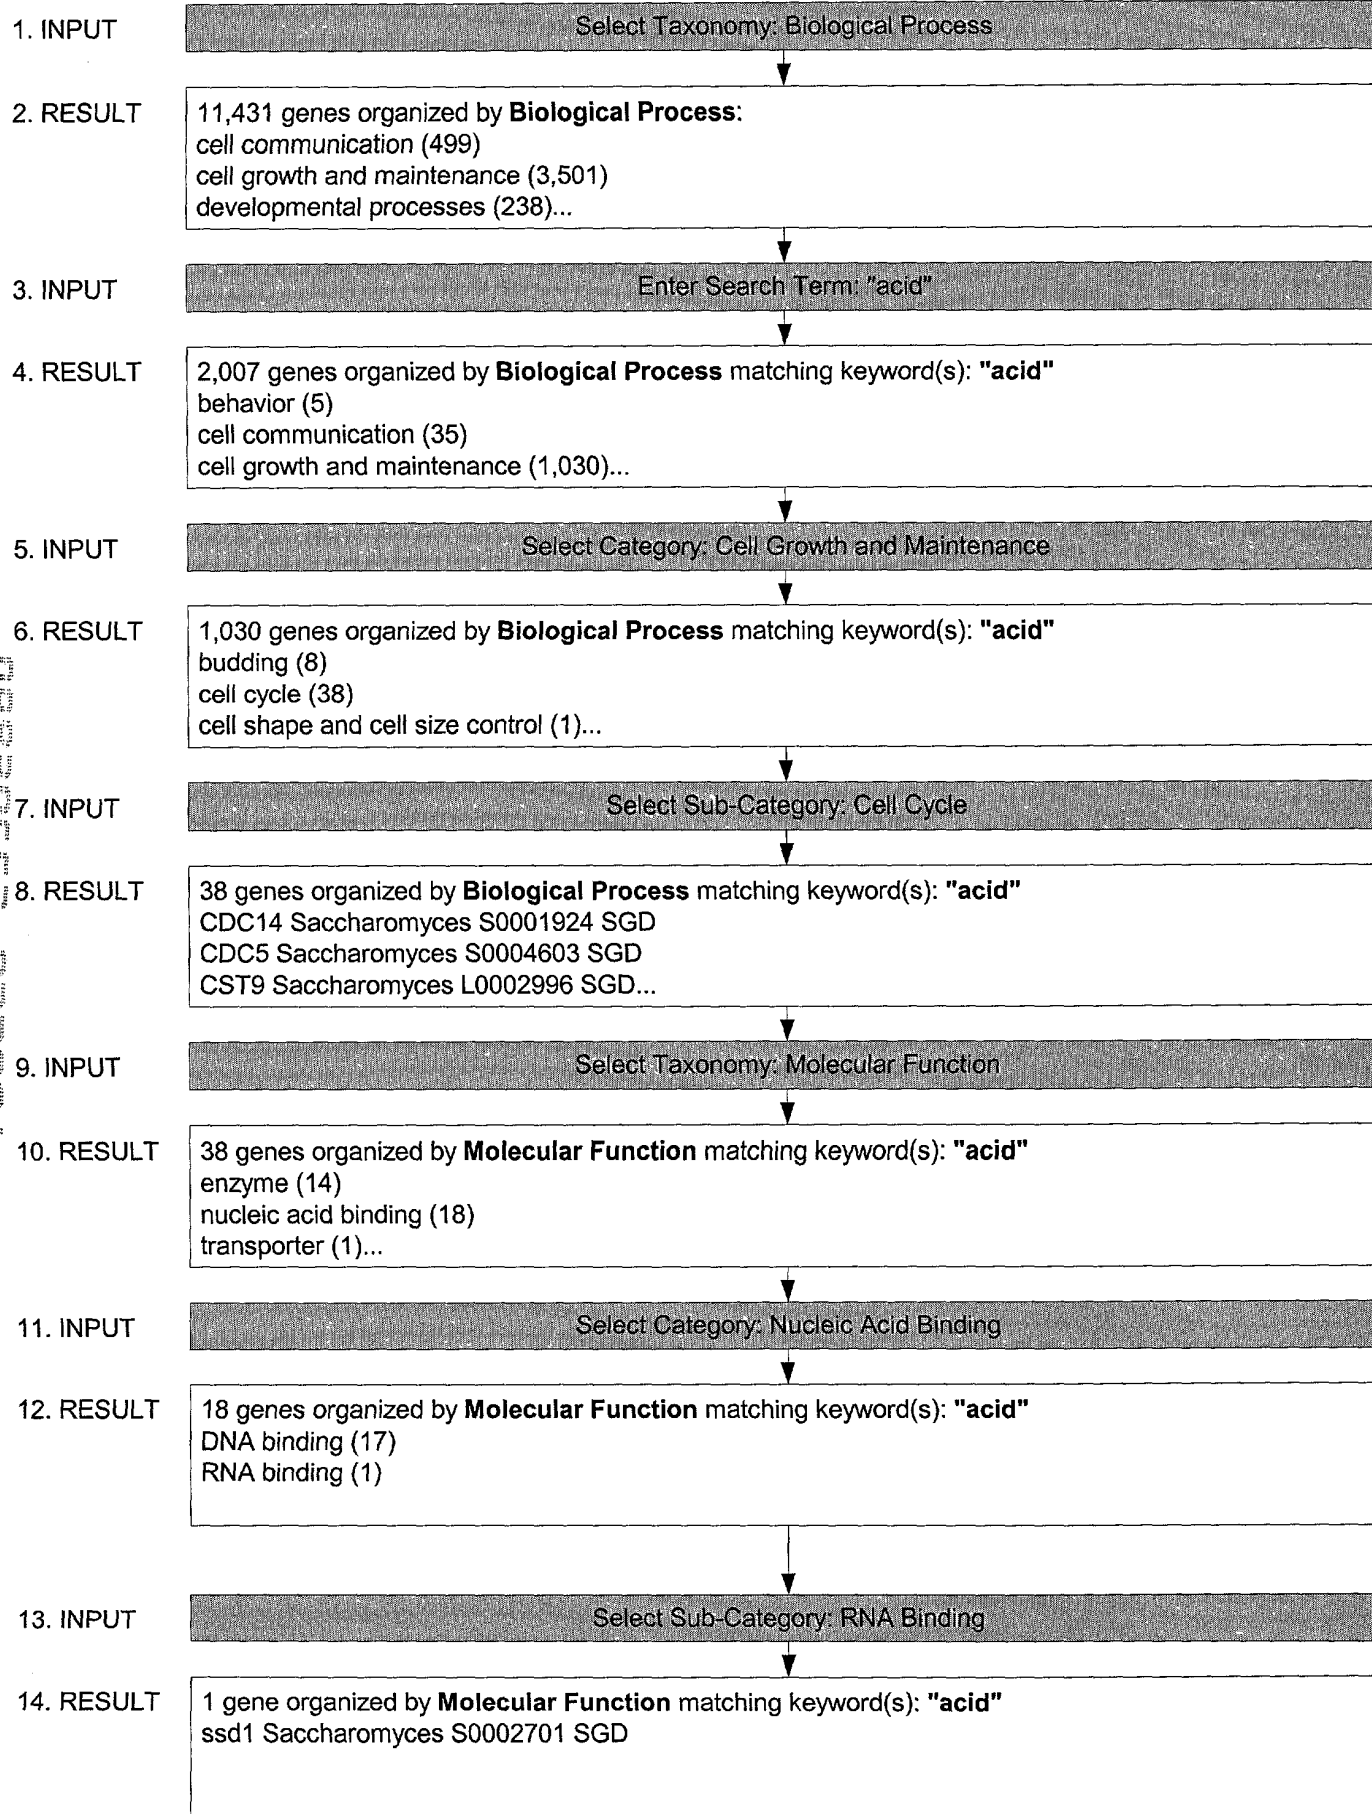 1. INPUT
Select Taxonomy: Biological Process
2. RESULT
11,431 genes organized by Biological Process:
cell communication (499)
cell growth and maintenance (3,501)
developmental processes (238)...
3. INPUT
Enter Search Term: "acid"
4. RESULT
2,007 genes organized by Biological Process matching keyword(s): "acid"
behavior (5)
cell communication (35)
cell growth and maintenance (1,030)...
5. INPUT
Select Category: Cell Growth and Maintenance
6. RESULT
1,030 genes organized by Biological Process matching keyword(s): "acid"
budding (8)
cell cycle (38)
cell shape and cell size control (1)...
7. INPUT
Select Sub-Category: Cell Cycle
8. RESULT
38 genes organized by Biological Process matching keyword(s): "acid"
CDC14 Saccharomyces S0001924 SGD
CDC5 Saccharomyces S0004603 SGD
CST9 Saccharomyces L0002996 SGD...
9. INPUT
Select Taxonomy: Molecular Function
10. RESULT
38 genes organized by Molecular Function matching keyword(s): "acid"
enzyme (14)
nucleic acid binding (18)
transporter (1)...
11. INPUT
Select Category: Nucleic Acid Binding
12. RESULT
18 genes organized by Molecular Function matching keyword(s): "acid"
DNA binding (17)
RNA binding (1)
13. INPUT
Select Sub-Category: RNA Binding
14. RESULT
1 gene organized by Molecular Function matching keyword(s): "acid"
ssd1 Saccharomyces S0002701 SGD